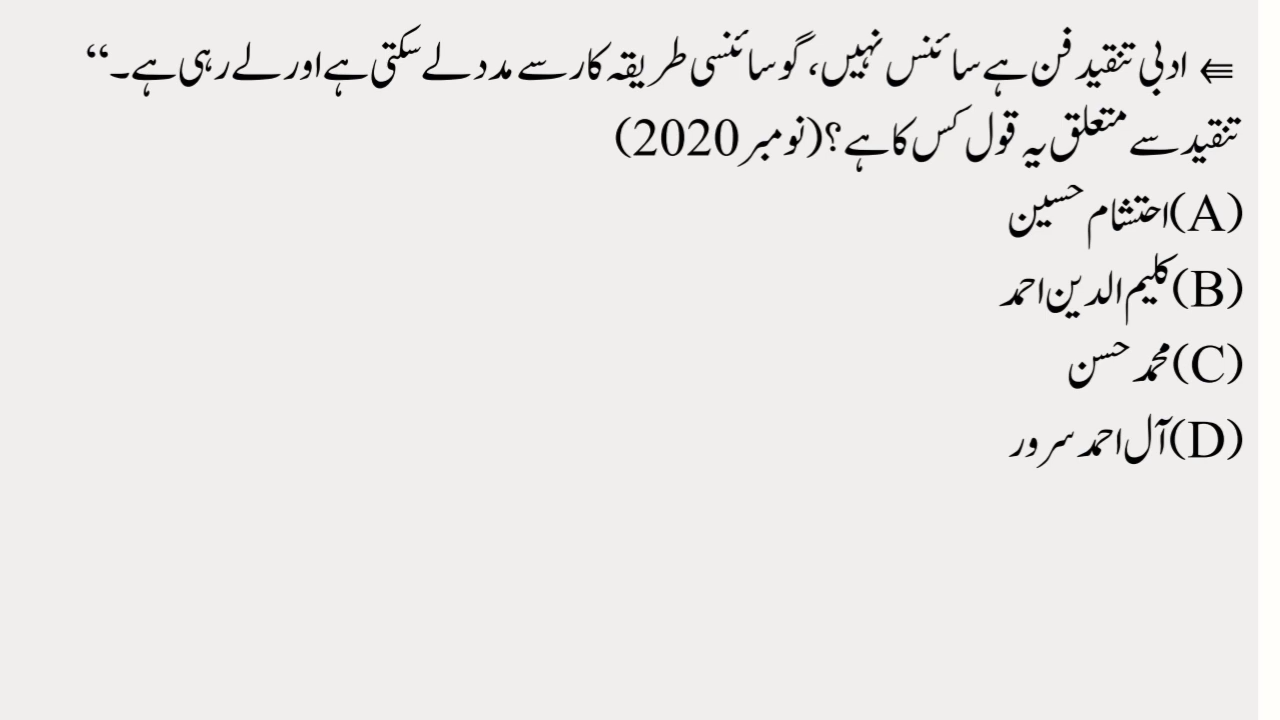 ⇚ ادبی تنقید فن ہے سائنس نہیں، گو سائنسی طریقہ کار سے مدد لے سکتی ہے اور لے رہی ہے۔“
تنقید سے متعلق یہ قول کس کا ہے؟(نومبر 2020)
(A)احتشام حسین
(B)کلیم الدین احمد
(C)محمد حسن
(D)آل احمد سرور